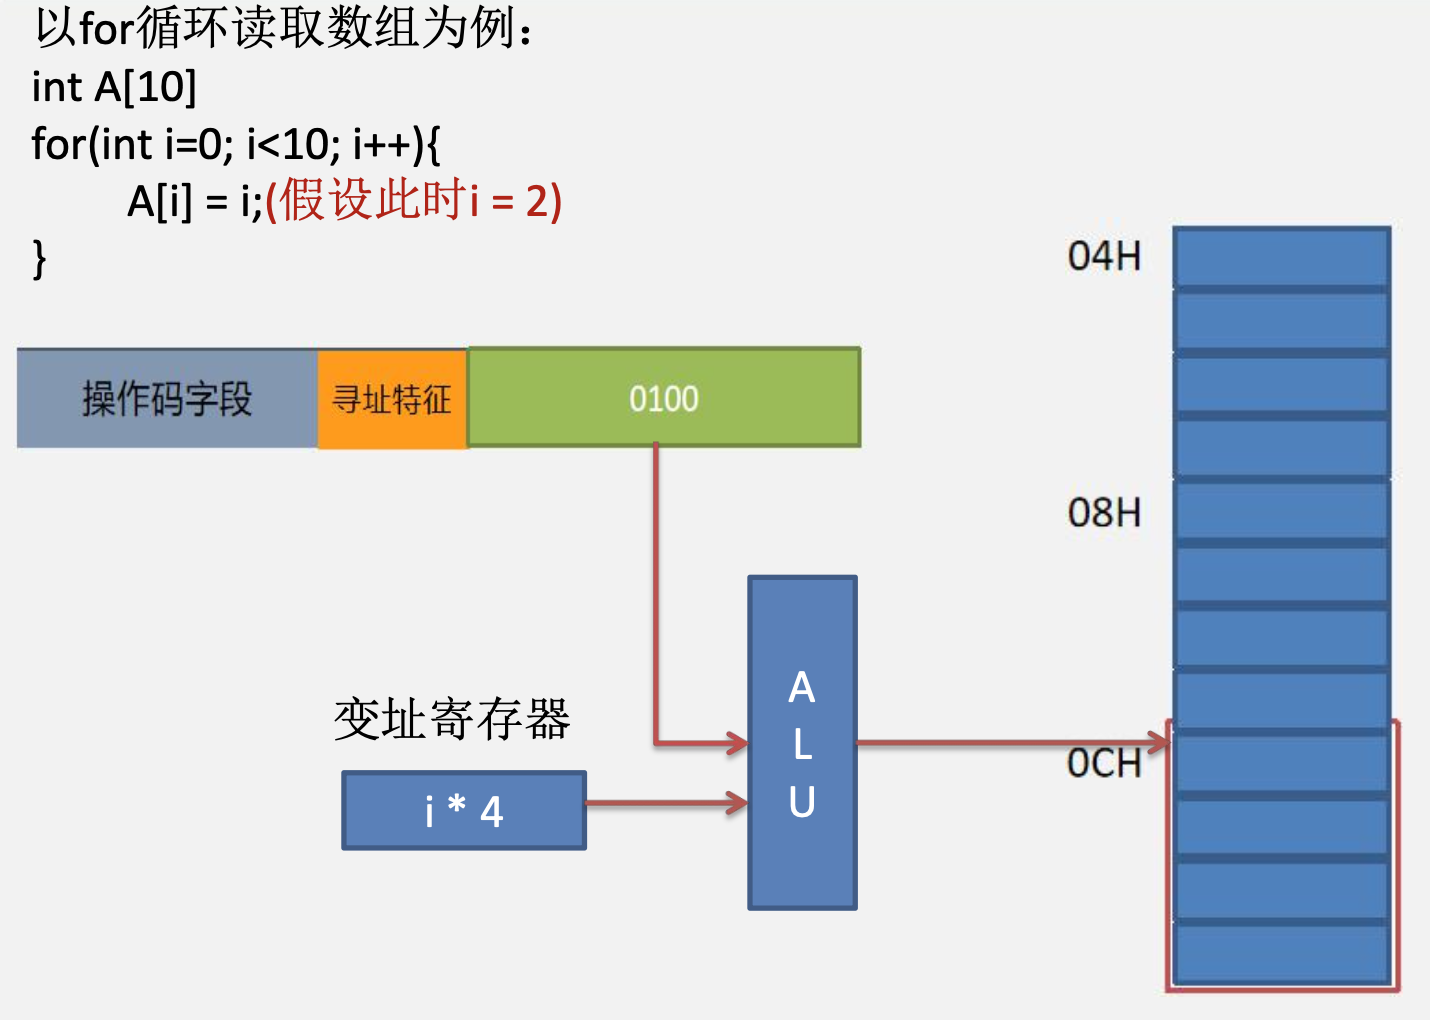 以for循环读取数组为例：
int A[10]
for(int i=0; i<10; i++){
A[i] = i;(假设此时i = 2)
}
04H
操作码字段 寻址特征 0100
08H
变址寄存器
A
L
U
0CH
i * 4